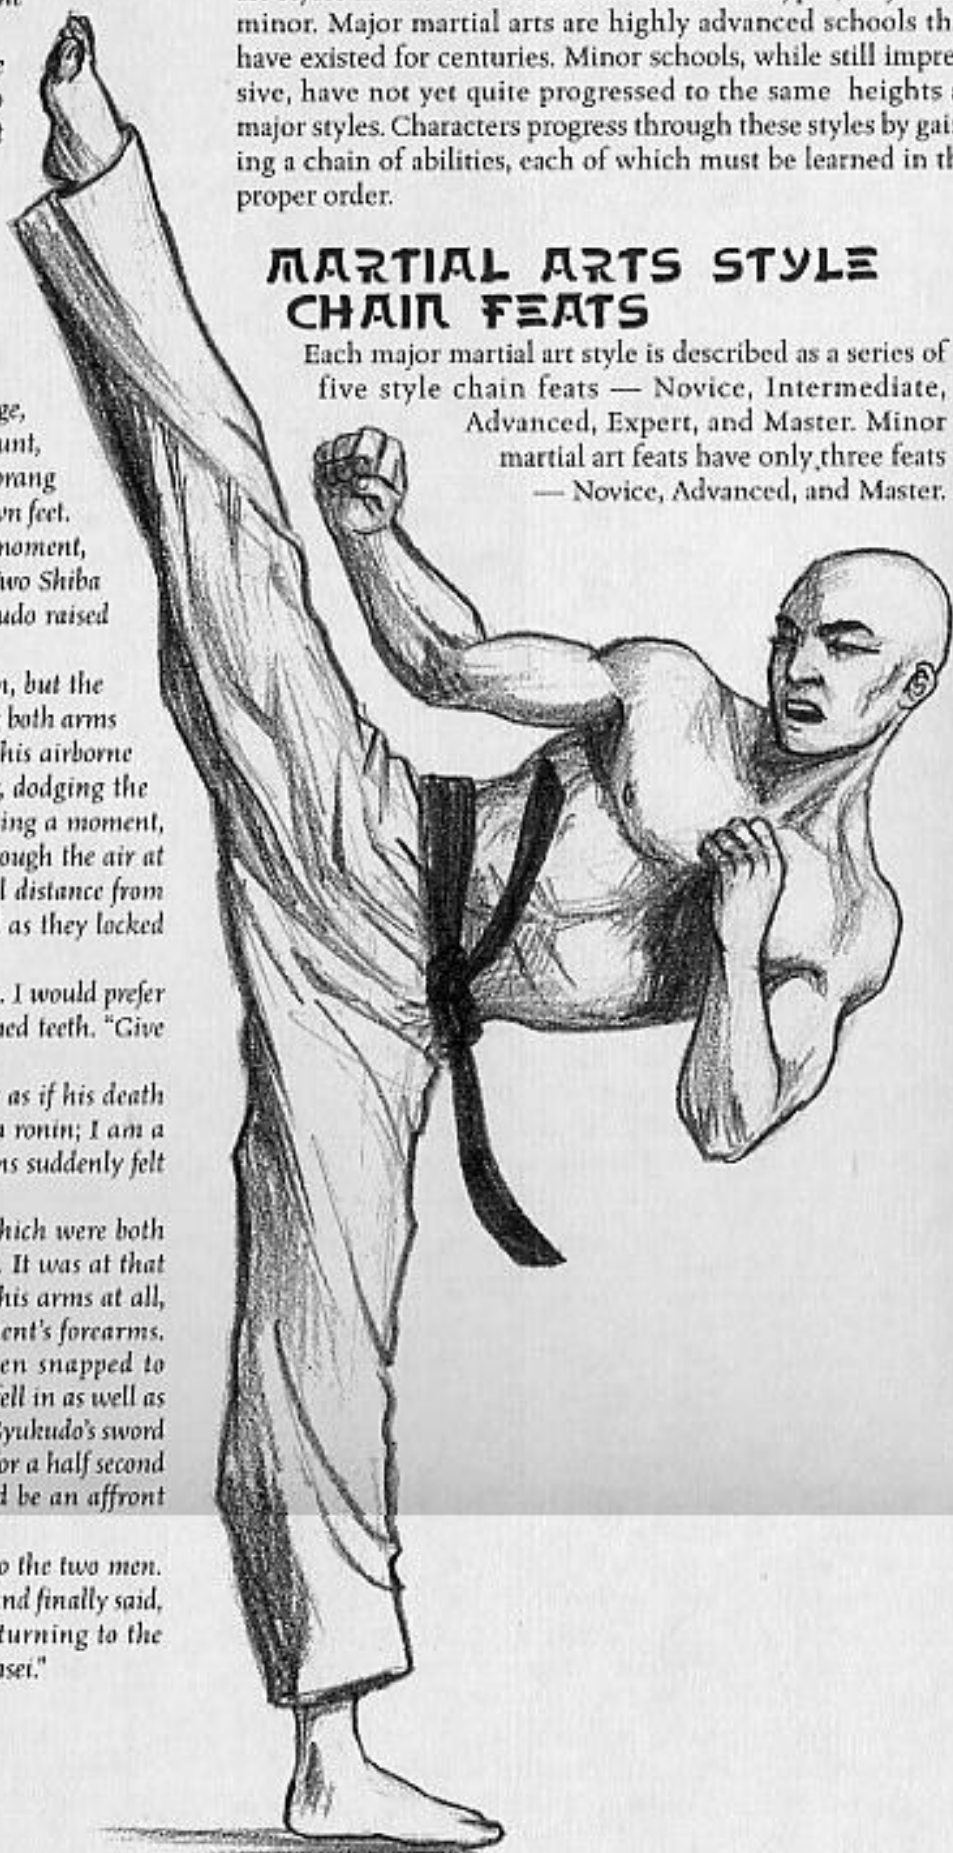 ge,
unt,
prang
vn feet.
moment,
Two Shiba
udo raised
n, but the
both arms
his airborne
, dodging the
ing a moment,
ough the air at
l distance from
as they locked
. I would prefer
hed teeth. “Give
as if his death
a ronin; I am a
ns suddenly felt
hich were both
. It was at that
his arms at all,
ent's forearms.
en snapped to
fell in as well as
Gyukudo's sword
or a half second
d be an affront
o the two men.
nd finally said,
turning to the
nsei.”
minor. Major martial arts are highly advanced schools th
have existed for centuries. Minor schools, while still impre
sive, have not yet quite progressed to the same heights a
major styles. Characters progress through these styles by gai
ing a chain of abilities, each of which must be learned in th
proper order.
MARTIAL ARTS STYLE
CHAIN FEATS
Each major martial art style is described as a series of
five style chain feats — Novice, Intermediate,
Advanced, Expert, and Master. Minor
martial art feats have only three feats
— Novice, Advanced, and Master.